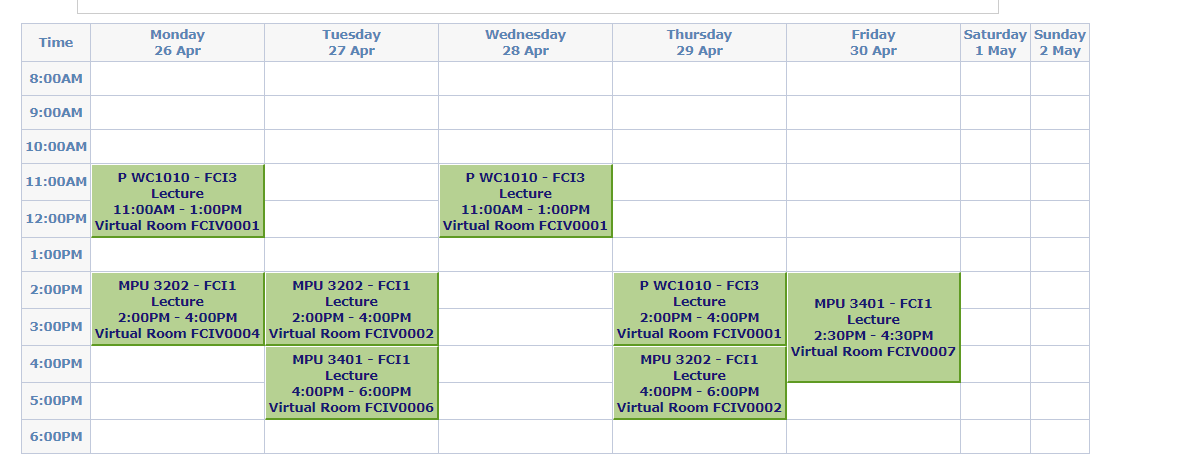 Time
Monday
26 Apr
Tuesday
27 Apr
Wednesday
28 Apr
Thursday
29 Apr
Friday
30 Apr
Saturday
1 May
Sunday
2 May
8:00AM
9:00AM
10:00AM
11:00AM
P WC1010 - FCI3
Lecture
11:00AM - 1:00PM
Virtual Room FCIV0001
P WC1010 - FCI3
Lecture
11:00AM - 1:00PM
Virtual Room FCIV0001
12:00PM
1:00PM
2:00PM
MPU 3202 - FCI1
Lecture
2:00PM - 4:00PM
Virtual Room FCIV0004
MPU 3202 - FCI1
Lecture
2:00PM - 4:00PM
Virtual Room FCIV0002
P WC1010 - FCI3
Lecture
2:00PM - 4:00PM
Virtual Room FCIV0001
MPU 3401 - FCI1
Lecture
2:30PM - 4:30PM
Virtual Room FCIV0007
3:00PM
4:00PM
MPU 3401 - FCI1
Lecture
4:00PM - 6:00PM
Virtual Room FCIV0006
MPU 3202 - FCI1
Lecture
4:00PM - 6:00PM
Virtual Room FCIV0002
5:00PM
6:00PM